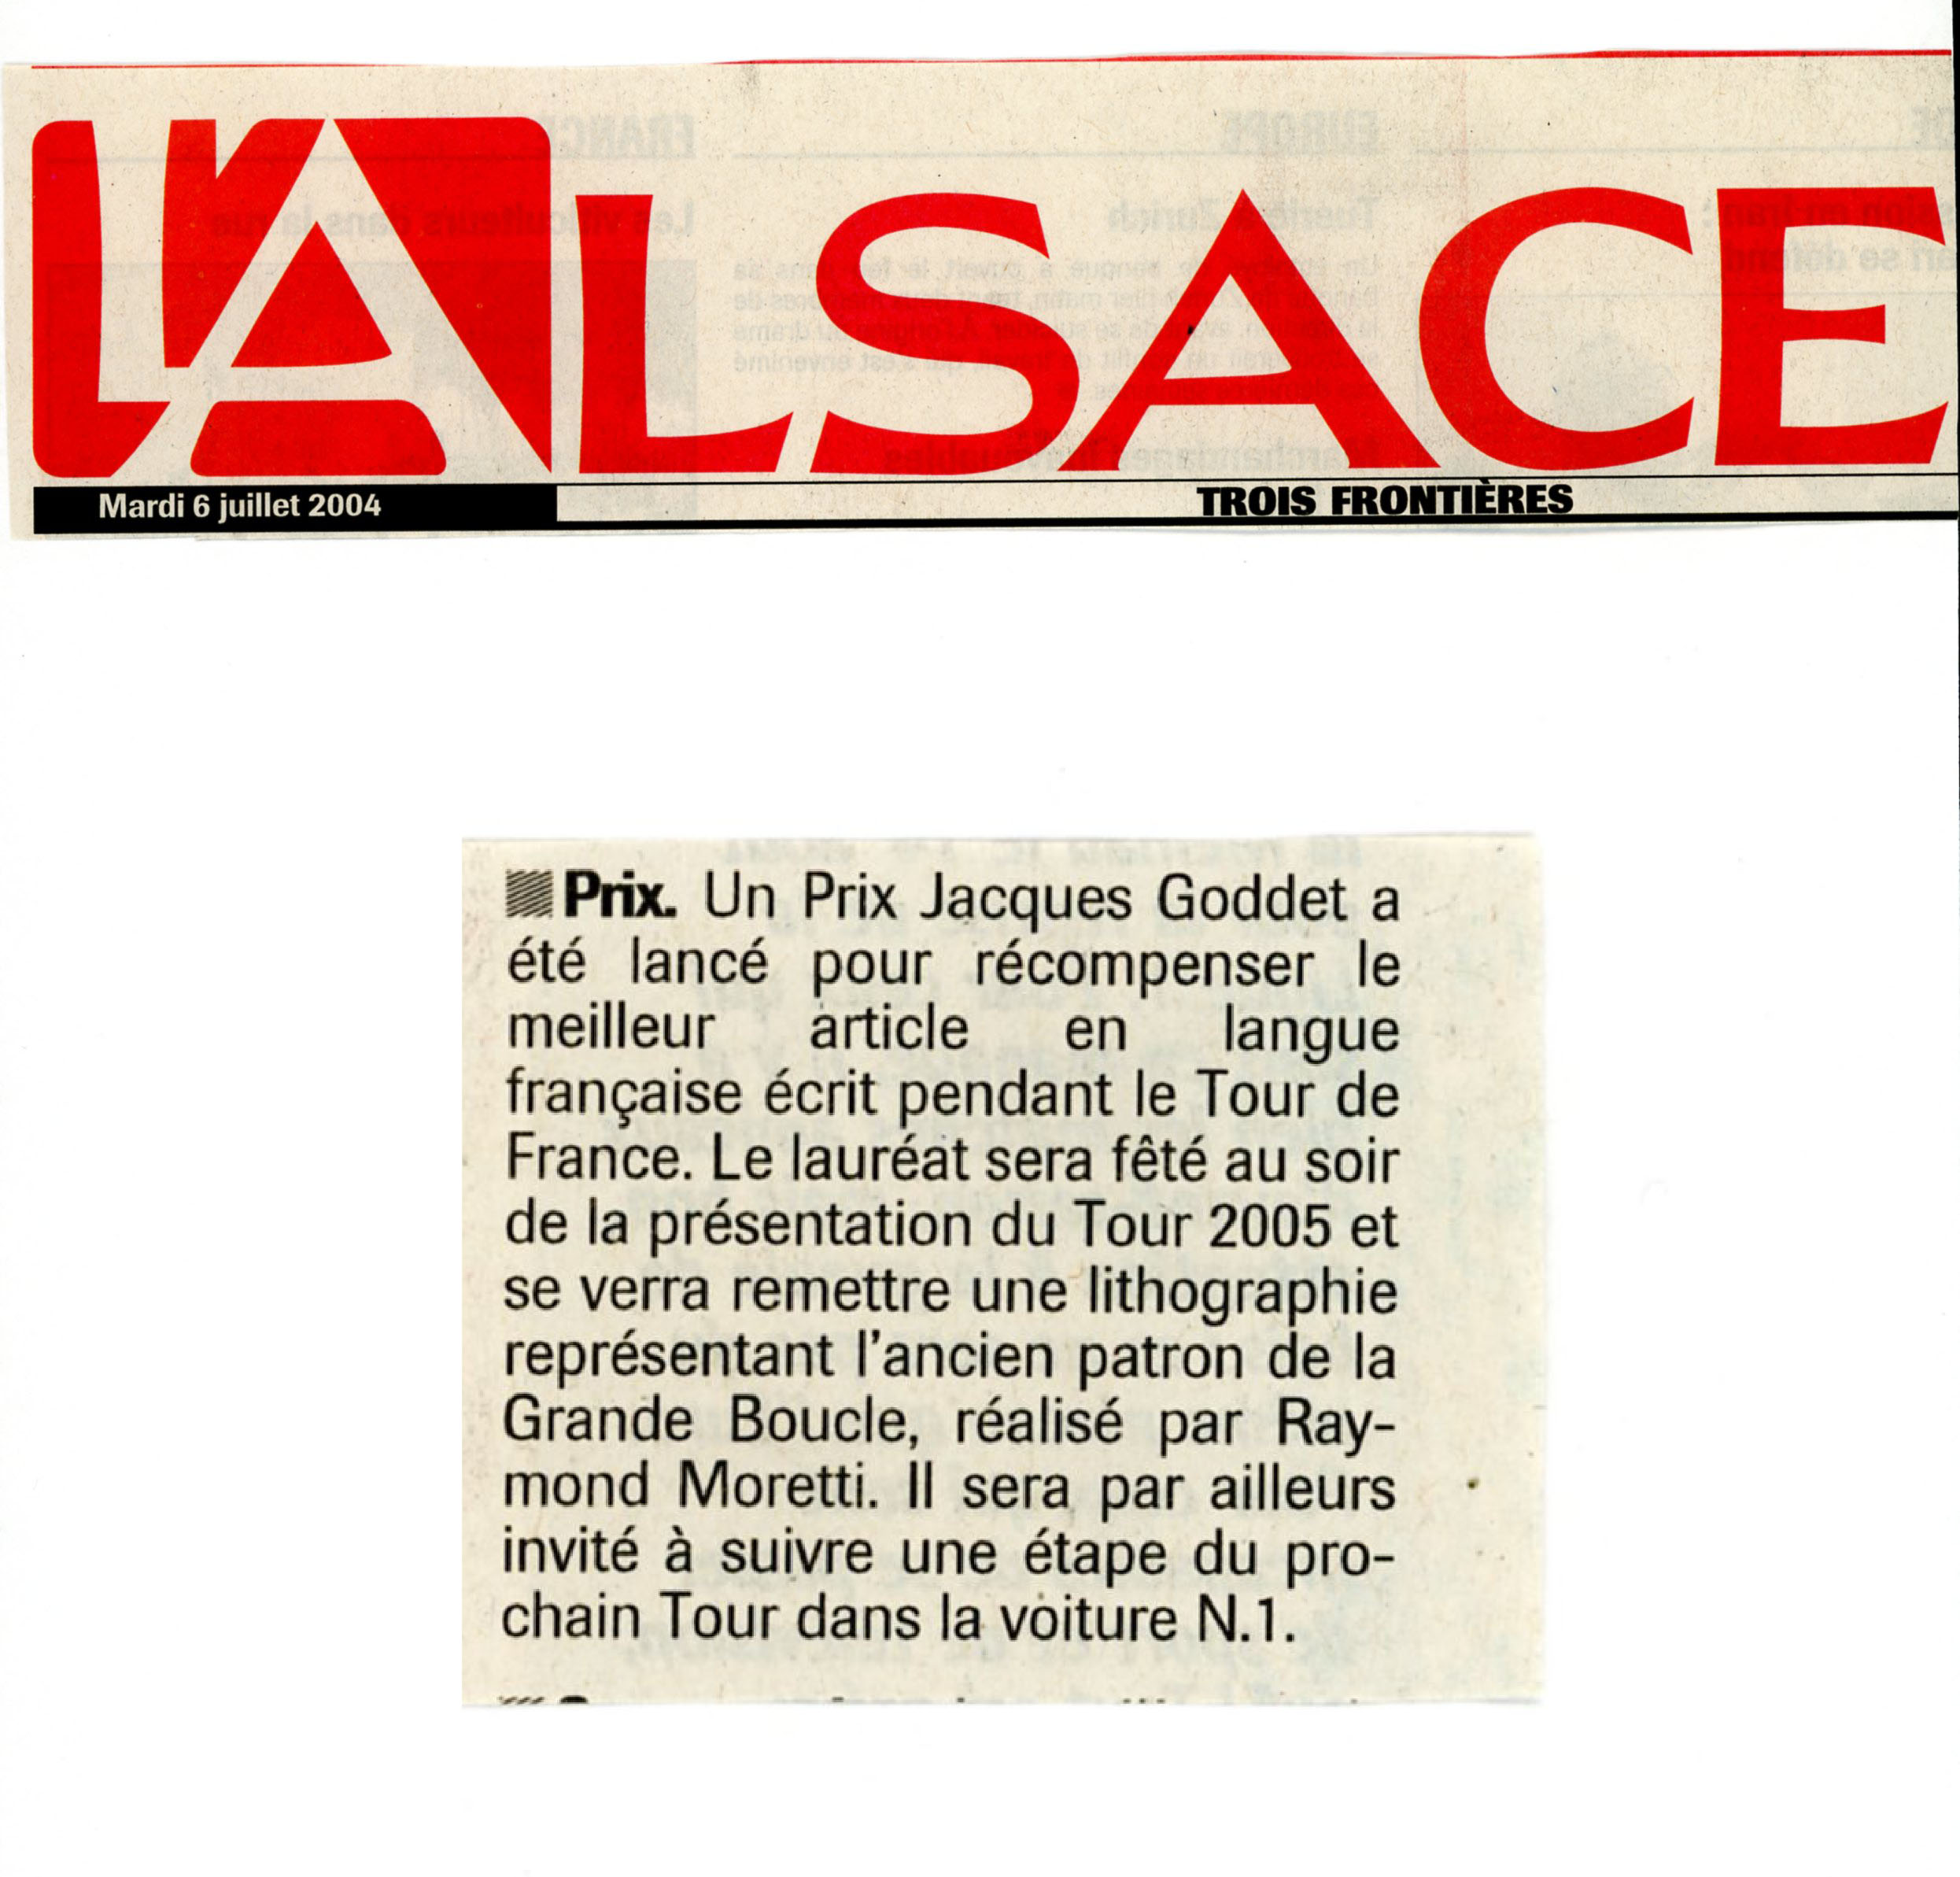 L'ALSACE
Mardi 6 juillet 2004
TROIS FRONTIÈRES
Prix. Un Prix Jacques Goddet a
été lancé pour récompenser le
meilleur article en langue
française écrit pendant le Tour de
France. Le lauréat sera fêté au soir
de la présentation du Tour 2005 et
se verra remettre une lithographie
représentant l'ancien patron de la
Grande Boucle, réalisé par Ray-
mond Moretti. Il sera par ailleurs
invité à suivre une étape du pro-
chain Tour dans la voiture N.1.